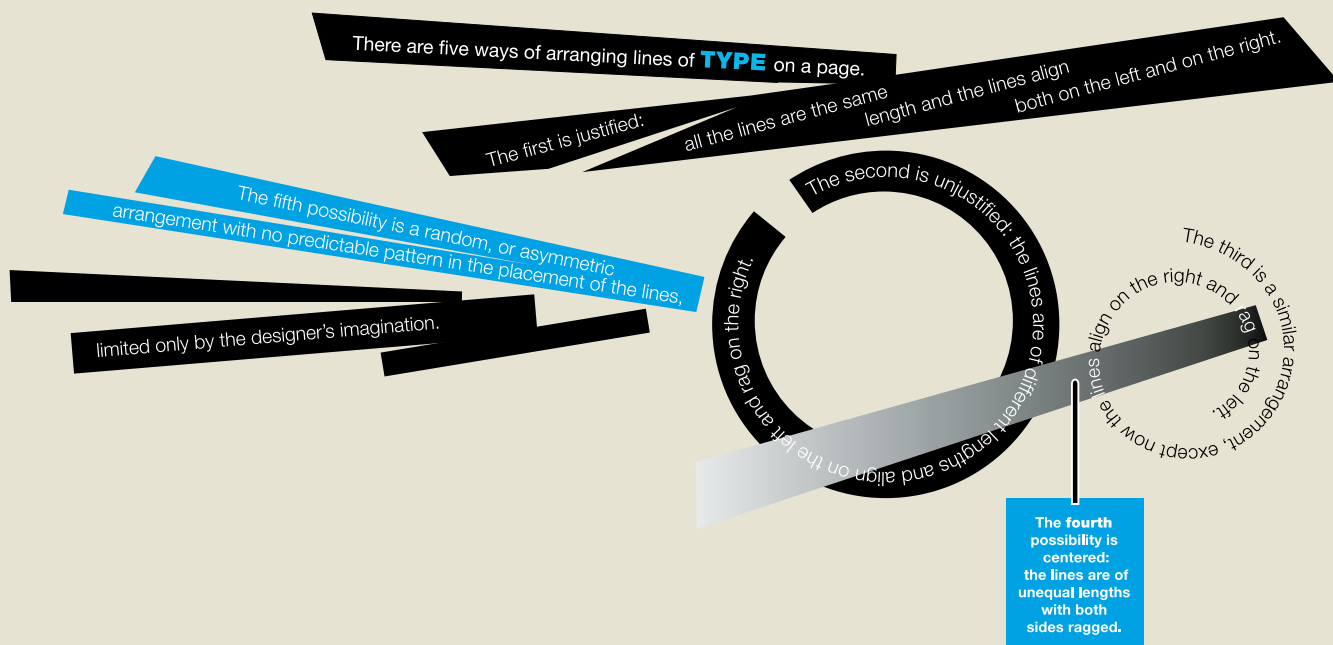 There are five ways of arranging lines of TYPE on a page.
The first is justified:
all the lines are the same
length and the lines align
both on the left and on the right.
The second is unjustified: the lines are of different lengths and align on the left and rag on the right.
The third is a similar arrangement, except now the lines align on the right and rag on the left.
The fourth
possibility is
centered:
the lines are of
unequal lengths
with both
sides ragged.
The fifth possibility is a random, or asymmetric
arrangement with no predictable pattern in the placement of the lines,
limited only by the designer's imagination.